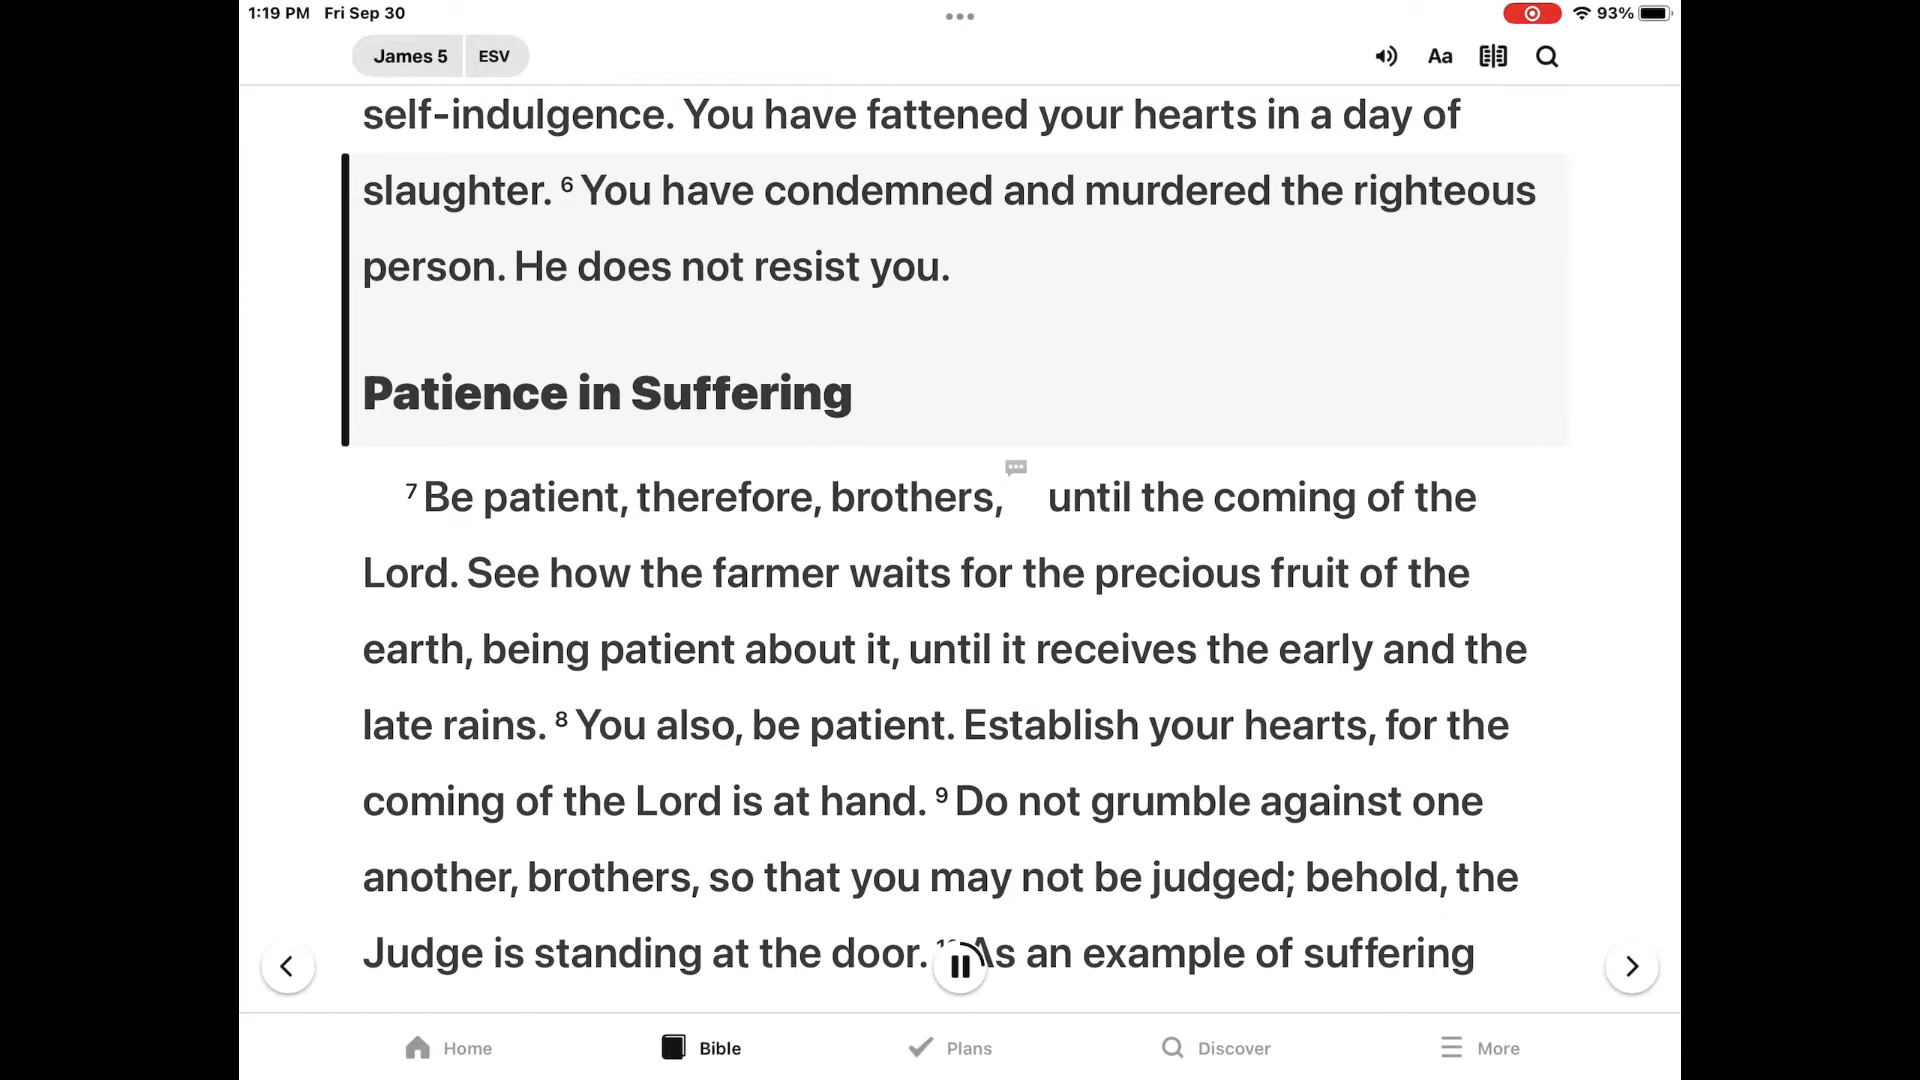 1:19 PM Fri Sep 30
93%
James 5 ESV
Aa
self-indulgence. You have fattened your hearts in a day of
slaughter. 6 You have condemned and murdered the righteous
person. He does not resist you.
Patience in Suffering
7 Be patient, therefore, brothers, until the coming of the
Lord. See how the farmer waits for the precious fruit of the
earth, being patient about it, until it receives the early and the
late rains. 8 You also, be patient. Establish your hearts, for the
coming of the Lord is at hand. 9 Do not grumble against one
another, brothers, so that you may not be judged; behold, the
Judge is standing at the door. As an example of suffering
Home Bible Plans Discover More